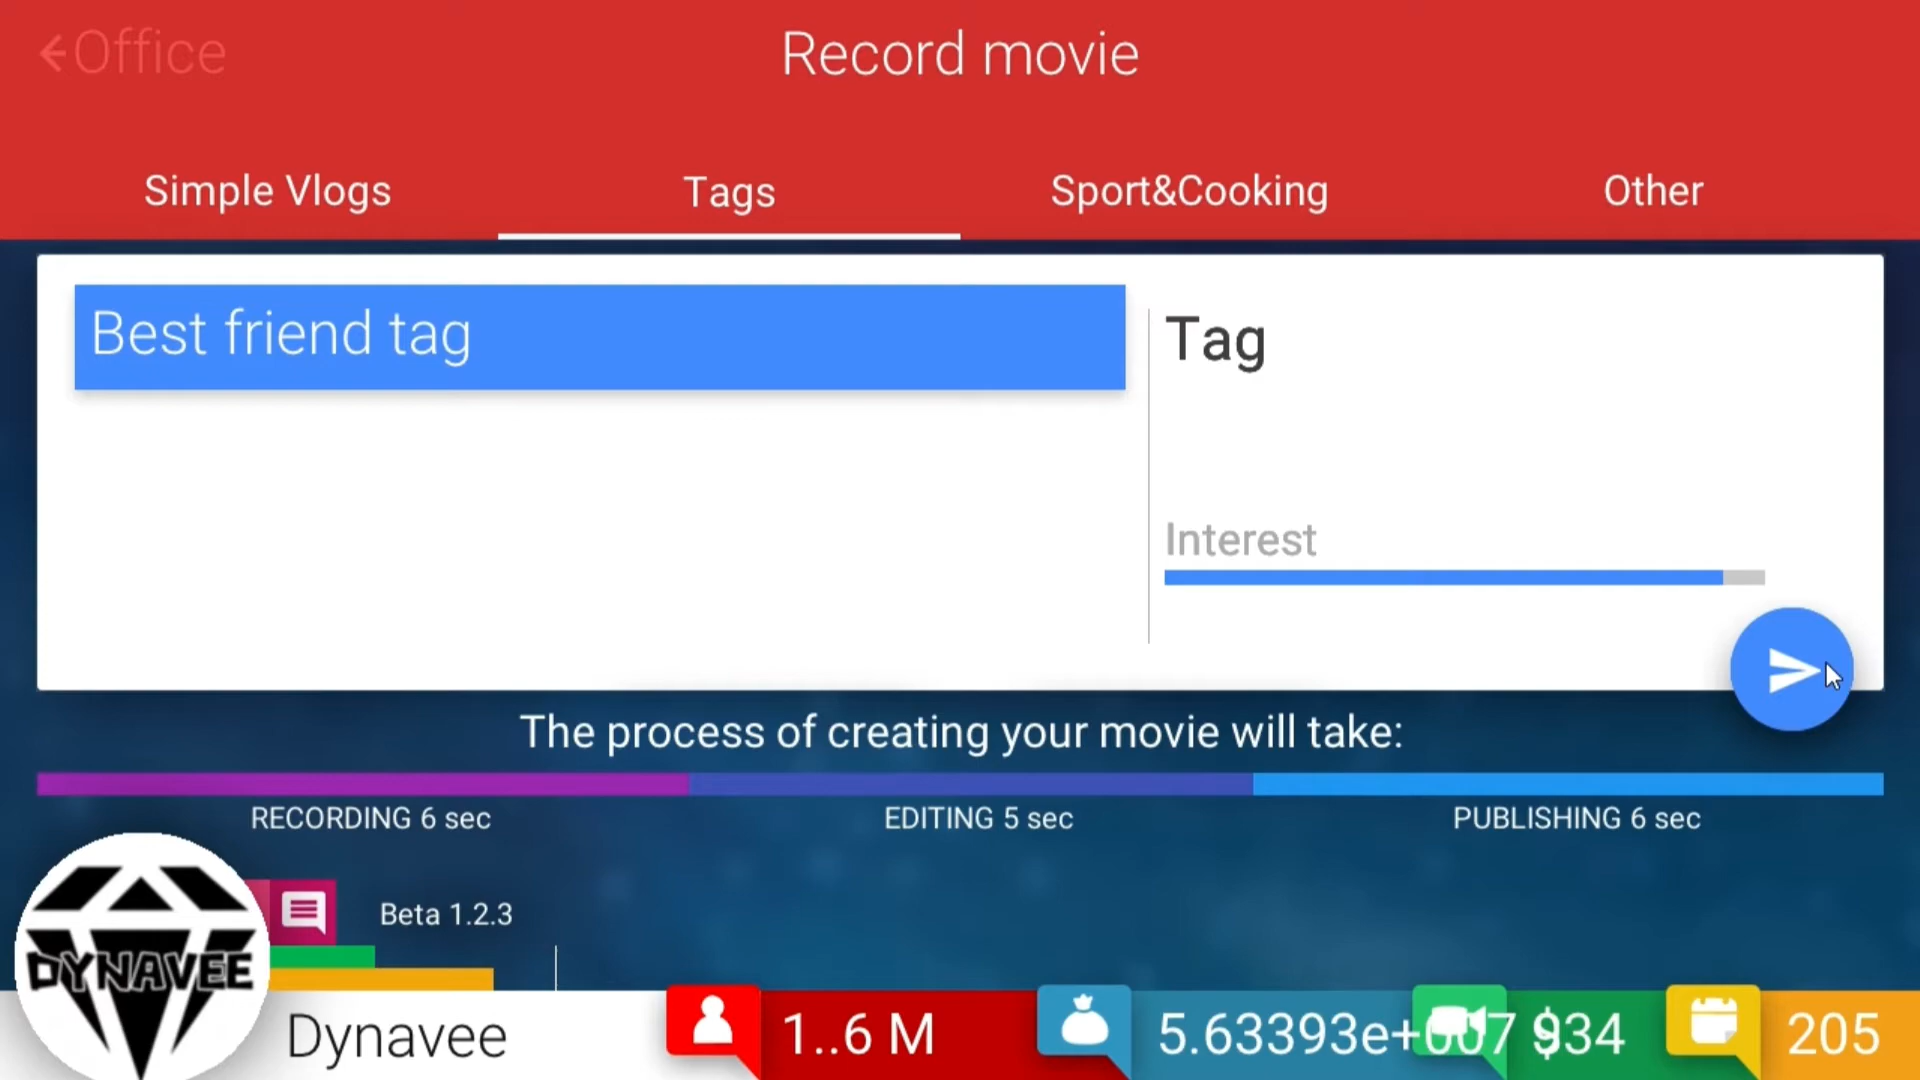 Office
Record movie
Simple Vlogs
Tags
Sport&Cooking
Other
Best friend tag
Tag
Interest
The process of creating your movie will take:
RECORDING 6 sec
EDITING 5 sec
PUBLISHING 6 sec
Beta 1.2.3
DYNAVEE
Dynavee
1..6 M
5.63393e+007 $
934
205